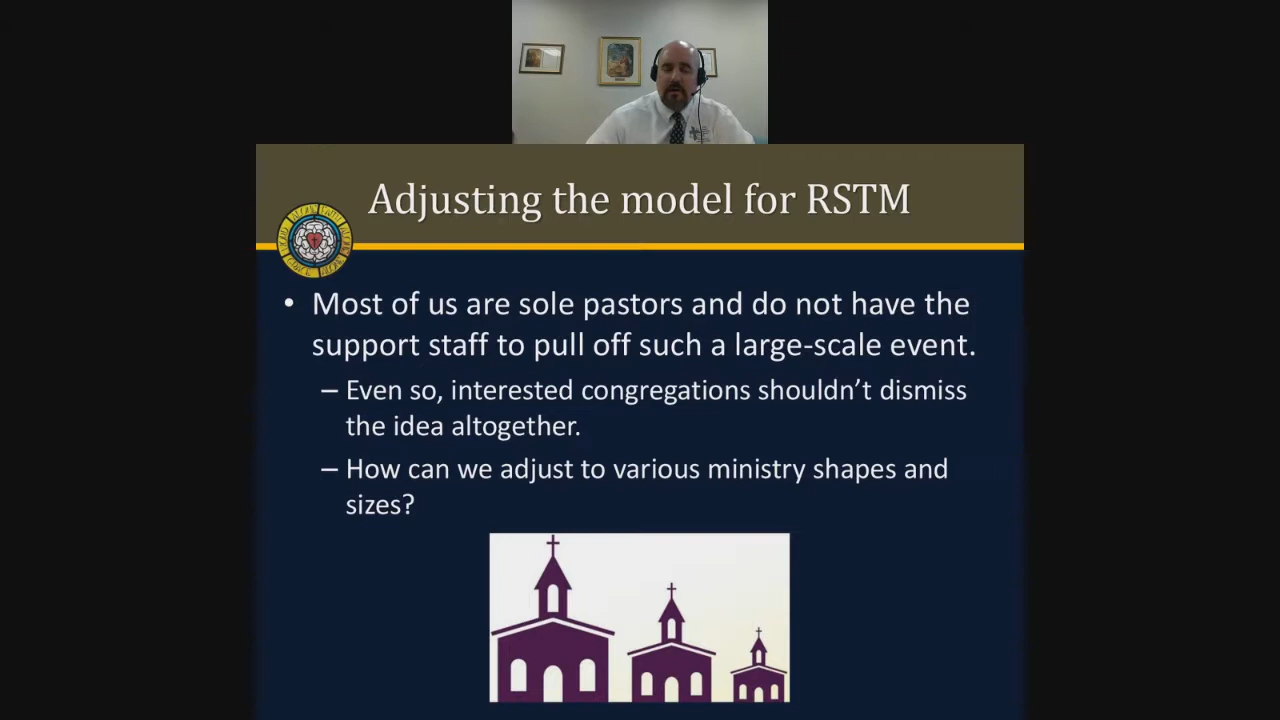 Adjusting the model for RSTM
• Most of us are sole pastors and do not have the
support staff to pull off such a large-scale event.
– Even so, interested congregations shouldn’t dismiss
the idea altogether.
– How can we adjust to various ministry shapes and
sizes?